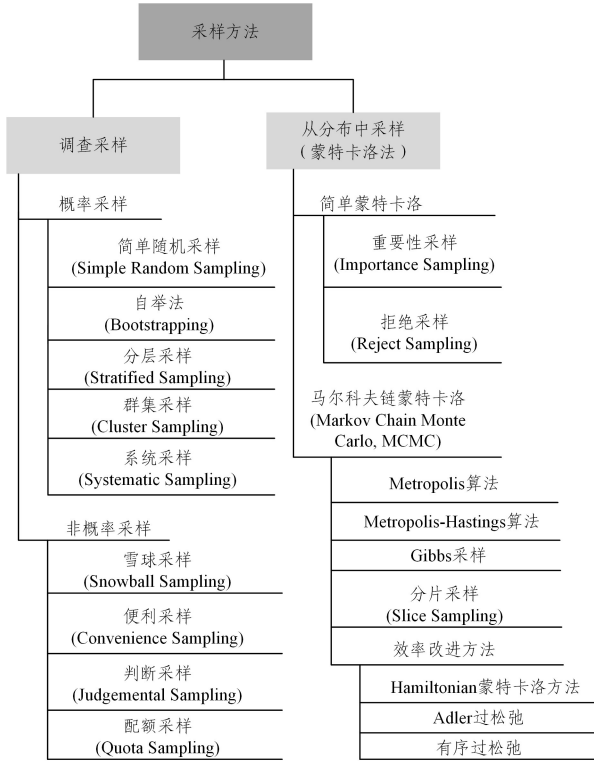 采样方法
调查采样
概率采样
简单随机采样
(Simple Random Sampling)
自举法
(Bootstrapping)
分层采样
(Stratified Sampling)
群集采样
(Cluster Sampling)
系统采样
(Systematic Sampling)
非概率采样
雪球采样
(Snowball Sampling)
便利采样
(Convenience Sampling)
判断采样
(Judgemental Sampling)
配额采样
(Quota Sampling)
从分布中采样
(蒙特卡洛法)
简单蒙特卡洛
重要性采样
(Importance Sampling)
拒绝采样
(Reject Sampling)
马尔科夫链蒙特卡洛
(Markov Chain Monte
Carlo, MCMC)
Metropolis算法
Metropolis-Hastings算法
Gibbs采样
分片采样
(Slice Sampling)
效率改进方法
Hamiltonian蒙特卡洛方法
Adler过松弛
有序过松弛